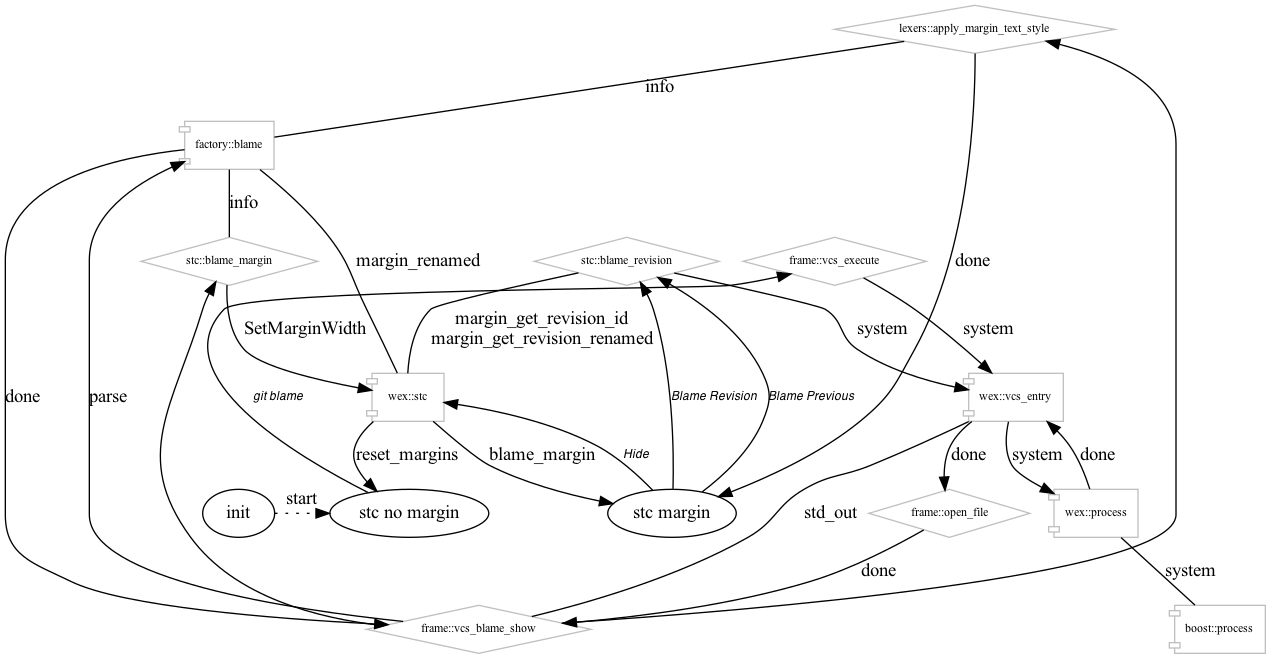 lexers::apply_margin_text_style
info
factory::blame
info
margin_renamed
stc::blame_margin
stc::blame_revision
frame::vcs_execute
done
SetMarginWidth
margin_get_revision_id
margin_get_revision_renamed
system
system
done
parse
git blame
wex::stc
Blame Revision
Blame Previous
wex::vcs_entry
reset_margins
blame_margin
Hide
done
system
done
init
start
stc no margin
stc margin
std_out
frame::open_file
wex::process
done
system
frame::vcs_blame_show
boost::process